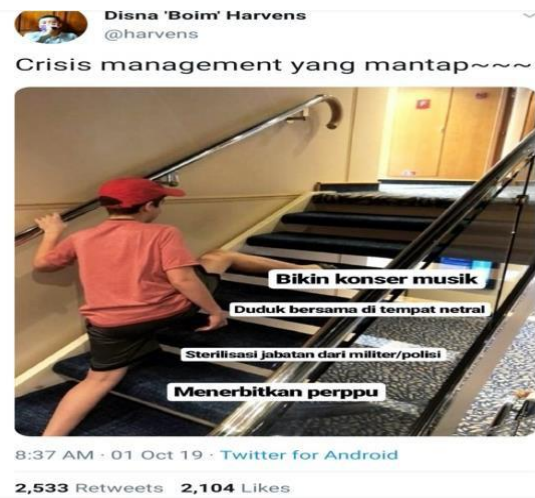 Disna 'Boim' Harvens
@harvens
Crisis management yang mantap~~~
Bikin konser musik
Duduk bersama di tempat netral
Sterilisasi jabatan dari militer/polisi
Menerbitkan perppu
8:37 AM · 01 Oct 19 · Twitter for Android
2,533 Retweets 2,104 Likes